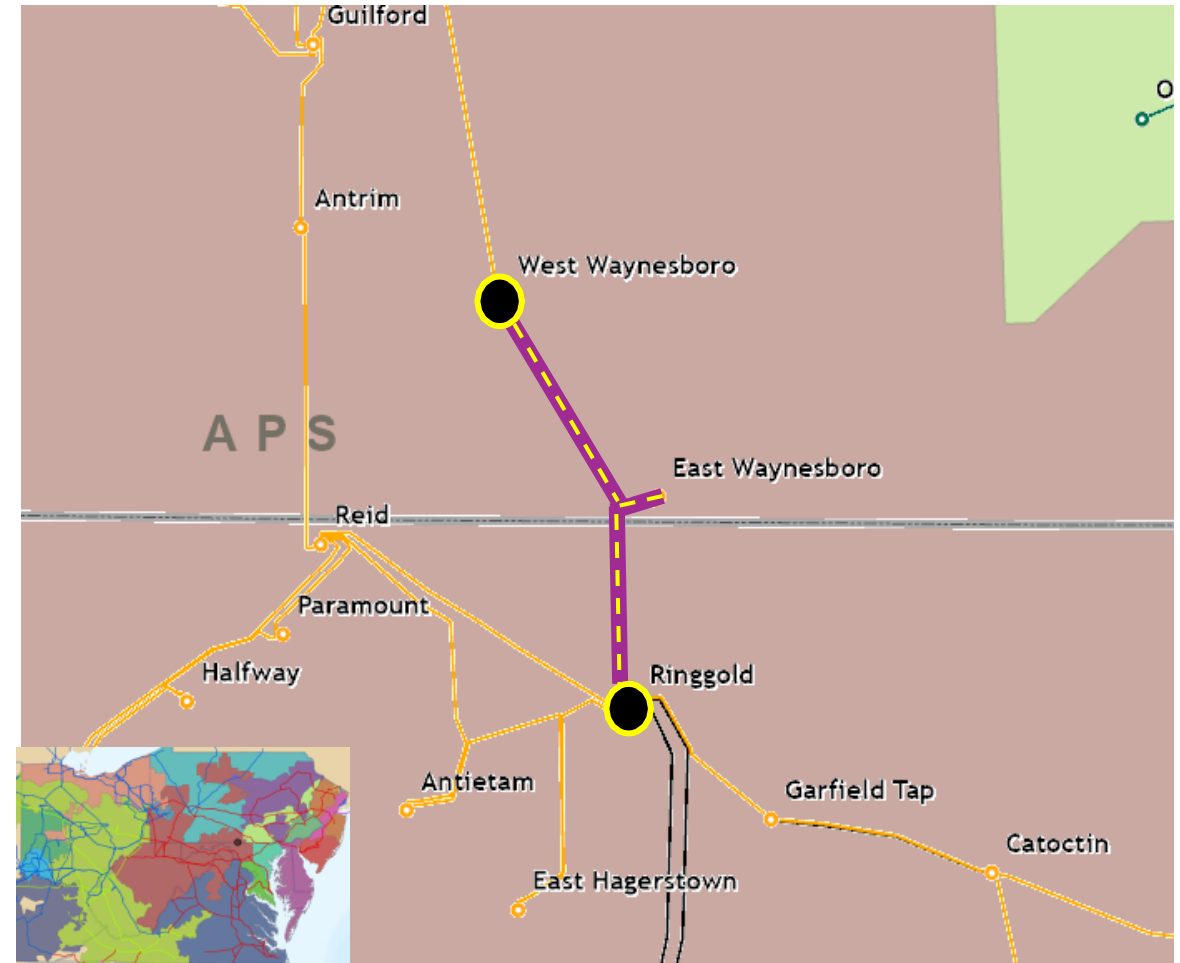 Guilford
O
Antrim
West Waynesboro
APS
East Waynesboro
Reid
Paramount
Halfway
Ringgold
Antietam
Garfield Tap
Catoctin
East Hagerstown